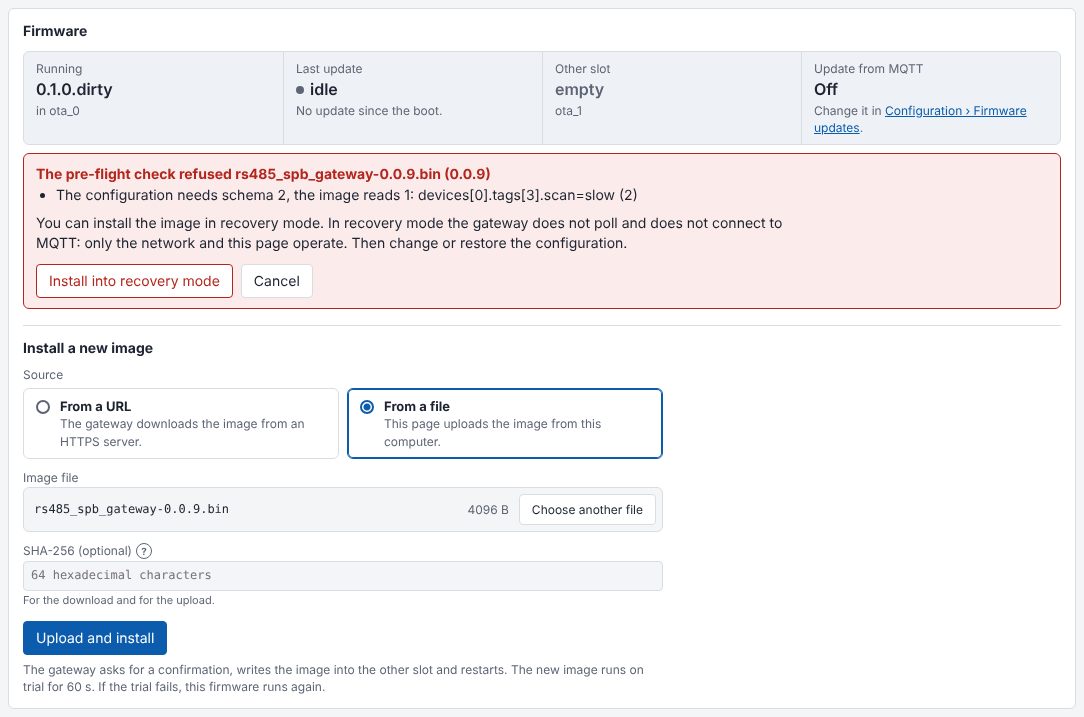 Firmware
Running
0.1.0.dirty
in ota_0
Last update
idle
No update since the boot.
Other slot
empty
ota_1
Update from MQTT
Off
Change it in Configuration › Firmware
updates.
The pre-flight check refused rs485_spb_gateway-0.0.9.bin (0.0.9)
• The configuration needs schema 2, the image reads 1: devices[0].tags[3].scan=slow (2)
You can install the image in recovery mode. In recovery mode the gateway does not poll and does not connect to
MQTT: only the network and this page operate. Then change or restore the configuration.
Install into recovery mode
Cancel
Install a new image
Source
From a URL
The gateway downloads the image from an
HTTPS server.
From a file
This page uploads the image from this
computer.
Image file
rs485_spb_gateway-0.0.9.bin
4096 B
Choose another file
SHA-256 (optional) ?
64 hexadecimal characters
For the download and for the upload.
Upload and install
The gateway asks for a confirmation, writes the image into the other slot and restarts. The new image runs on
trial for 60 s. If the trial fails, this firmware runs again.